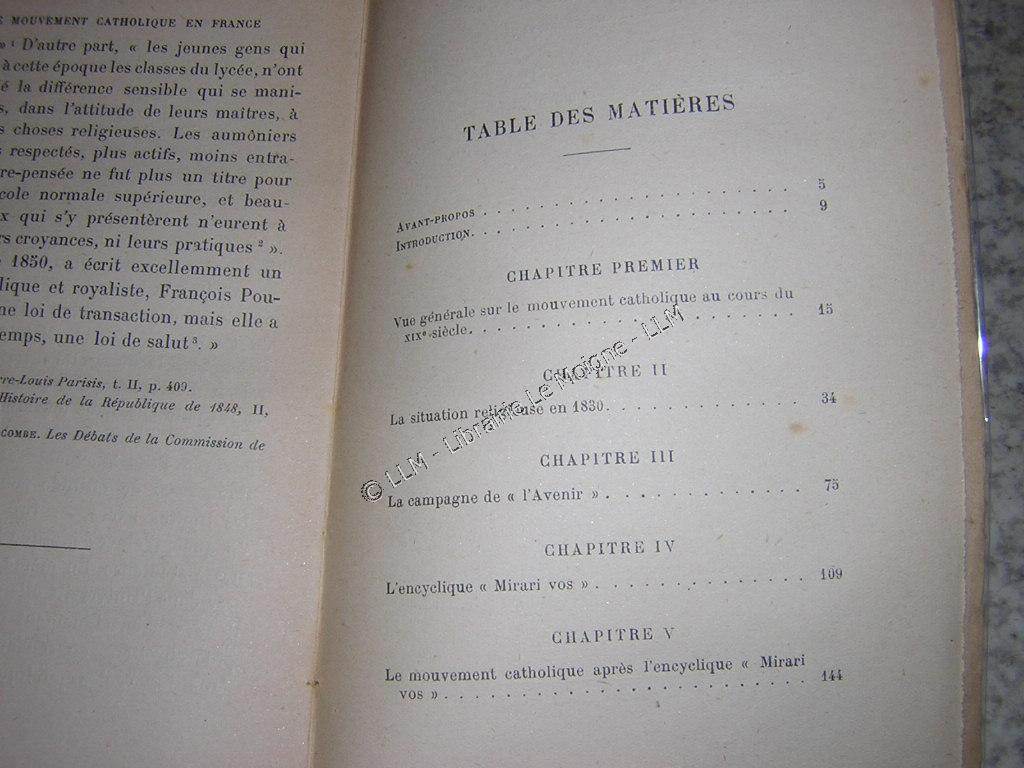 E MOUVEMENT CATHOLIQUE EN FRANCE
» ¹ D'autre part, « les jeunes gens qui
à cette époque les classes du lycée, n'ont
é la différence sensible qui se mani-
s, dans l'attitude de leurs maîtres, à
s choses religieuses. Les aumôniers
s respectés, plus actifs, moins entra-
re-pensée ne fut plus un titre pour
cole normale supérieure, et beau-
x qui s'y présentèrent n'eurent à
rs croyances, ni leurs pratiques ² ».
e 1850, a écrit excellemment un
lique et royaliste, François Pou-
ne loi de transaction, mais elle a
emps, une loi de salut ³. »
rre-Louis Parisis, t. II, p. 409.
Histoire de la République de 1848, II,
COMBE. Les Débats de la Commission de
TABLE DES MATIÈRES
AVANT-PROPOS . . . . . . . . . . . . . . . . . . 5
INTRODUCTION. . . . . . . . . . . . . . . . . . 9
CHAPITRE PREMIER
Vue générale sur le mouvement catholique au cours du
XIXe siècle. . . . . . . . . . . . . . . . . . 15
CHAPITRE II
La situation religieuse en 1830. . . . . . . . . . . 34
CHAPITRE III
La campagne de « l'Avenir ». . . . . . . . . . . . 75
CHAPITRE IV
L'encyclique « Mirari vos » . . . . . . . . . . . . 109
CHAPITRE V
Le mouvement catholique après l'encyclique « Mirari
vos » . . . . . . . . . . . . . . . . . . . . 144
© LLM - Librairie Le Moigne - LLM